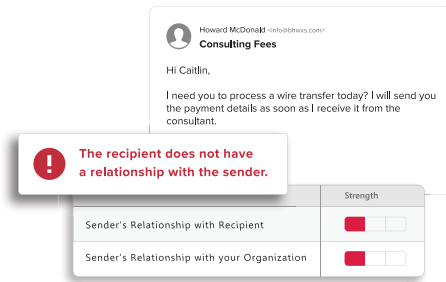 Howard McDonald <info@bhwxs.com>
Consulting Fees
Hi Caitlin,
I need you to process a wire transfer today? I will send you
the payment details as soon as I receive it from the
consultant.
The recipient does not have
a relationship with the sender.
Strength
Sender's Relationship with Recipient
Sender's Relationship with your Organization